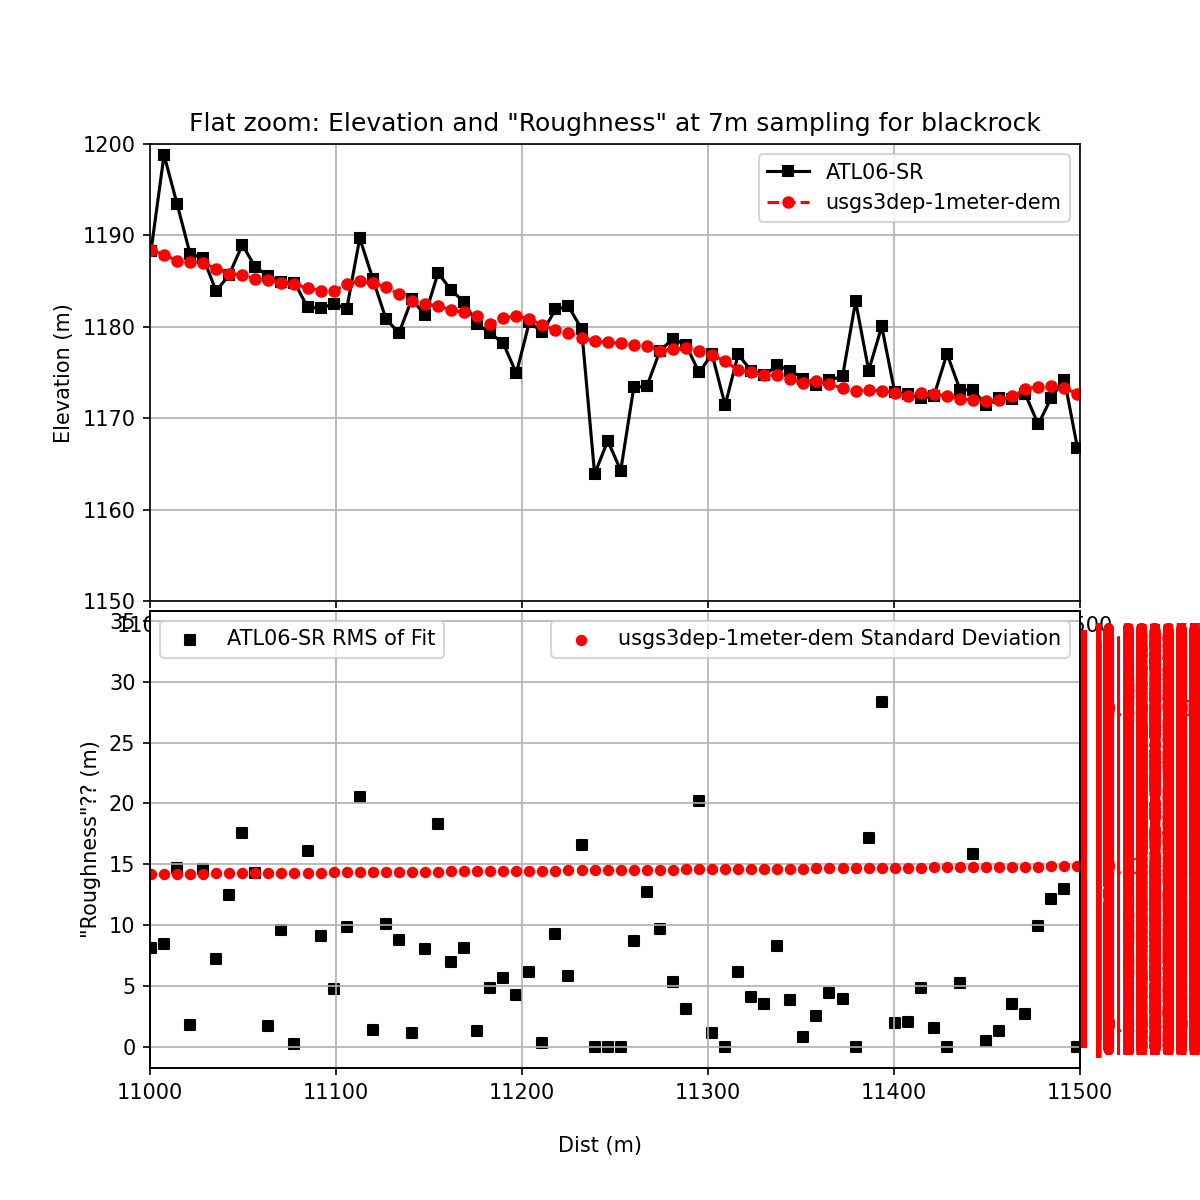 Flat zoom: Elevation and "Roughness" at 7m sampling for blackrock
1200
1190
1180
1170
1160
1150
Elevation (m)
ATL06-SR
usgs3dep-1meter-dem
35
30
25
20
15
10
5
0
"Roughness"?? (m)
ATL06-SR RMS of Fit
usgs3dep-1meter-dem Standard Deviation
11000 11100 11200 11300 11400 11500
Dist (m)